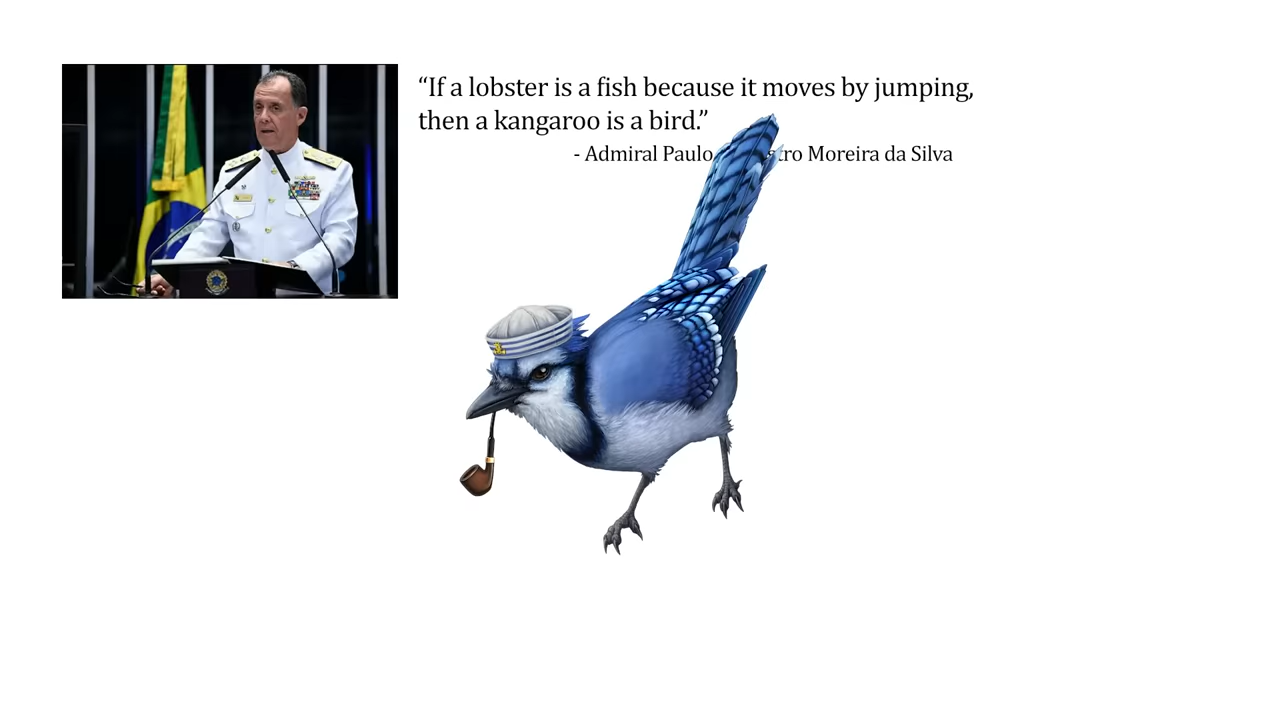 “If a lobster is a fish because it moves by jumping,
then a kangaroo is a bird.”
- Admiral Paulo Moreira da Silva